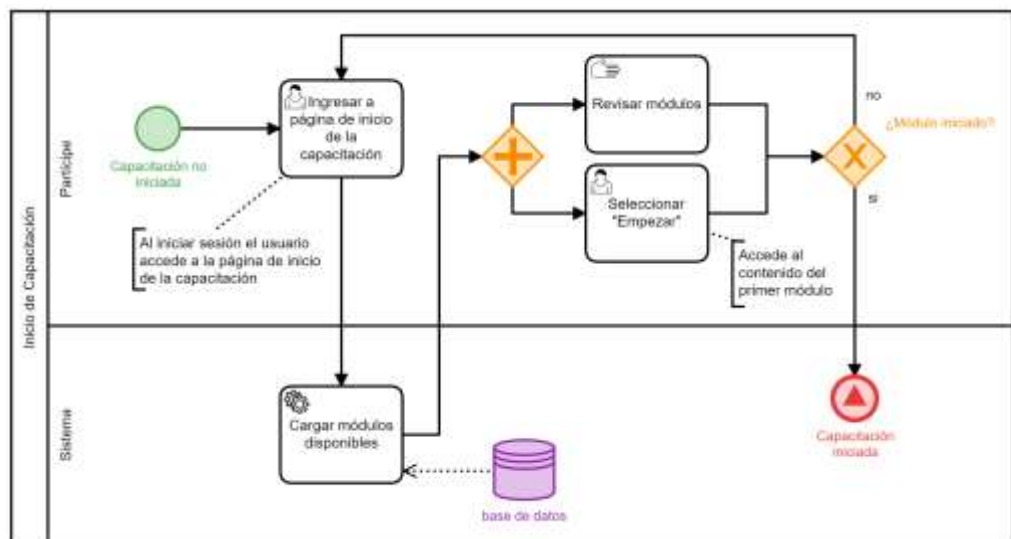 Inicio de Capacitación
Partícipe
Sistema
Capacitación no
iniciada
Ingresar a
página de inicio
de la
capacitación
Al iniciar sesión el usuario
accede a la página de inicio
de la capacitación
Revisar módulos
Seleccionar
"Empezar"
Accede al
contenido del
primer módulo
no
¿Módulo iniciado?
si
Cargar módulos
disponibles
base de datos
Capacitación
iniciada